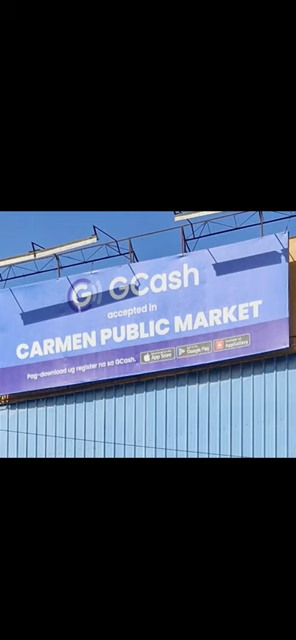 GCash
accepted in
CARMEN PUBLIC MARKET
Pag-download ug register na sa GCash.
App Store
Google Play
AppGallery